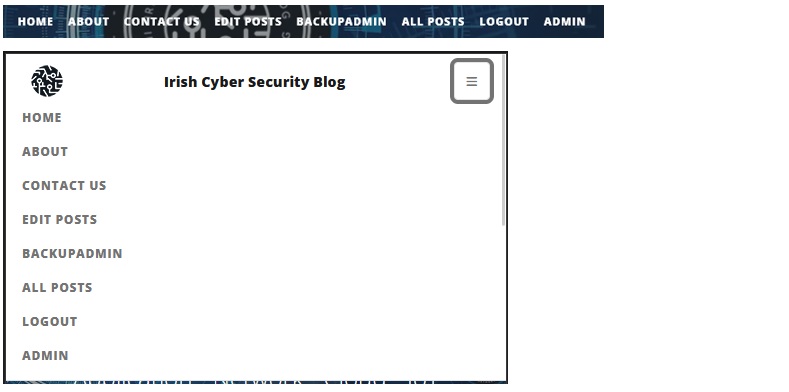 HOME ABOUT CONTACT US EDIT POSTS BACKUPADMIN ALL POSTS LOGOUT ADMIN
Irish Cyber Security Blog
HOME
ABOUT
CONTACT US
EDIT POSTS
BACKUPADMIN
ALL POSTS
LOGOUT
ADMIN